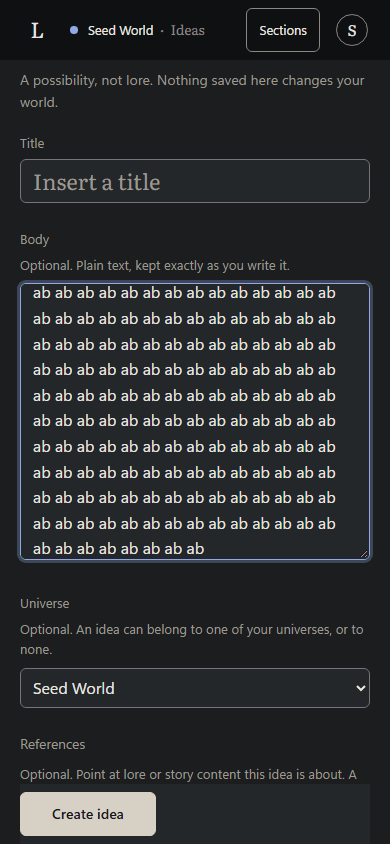 L
Seed World · Ideas
Sections
S
A possibility, not lore. Nothing saved here changes your
world.
Title
Insert a title
Body
Optional. Plain text, kept exactly as you write it.
ab ab ab ab ab ab ab ab ab ab ab ab ab ab
ab ab ab ab ab ab ab ab ab ab ab ab ab ab
ab ab ab ab ab ab ab ab ab ab ab ab ab ab
ab ab ab ab ab ab ab ab ab ab ab ab ab ab
ab ab ab ab ab ab ab ab ab ab ab ab ab ab
ab ab ab ab ab ab ab ab ab ab ab ab ab ab
ab ab ab ab ab ab ab ab ab ab ab ab ab ab
ab ab ab ab ab ab ab ab ab ab ab ab ab ab
ab ab ab ab ab ab ab ab ab ab ab ab ab ab
ab ab ab ab ab ab ab ab ab ab ab ab ab ab
ab ab ab ab ab ab ab ab
Universe
Optional. An idea can belong to one of your universes, or to
none.
Seed World
References
Optional. Point at lore or story content this idea is about. A
Create idea